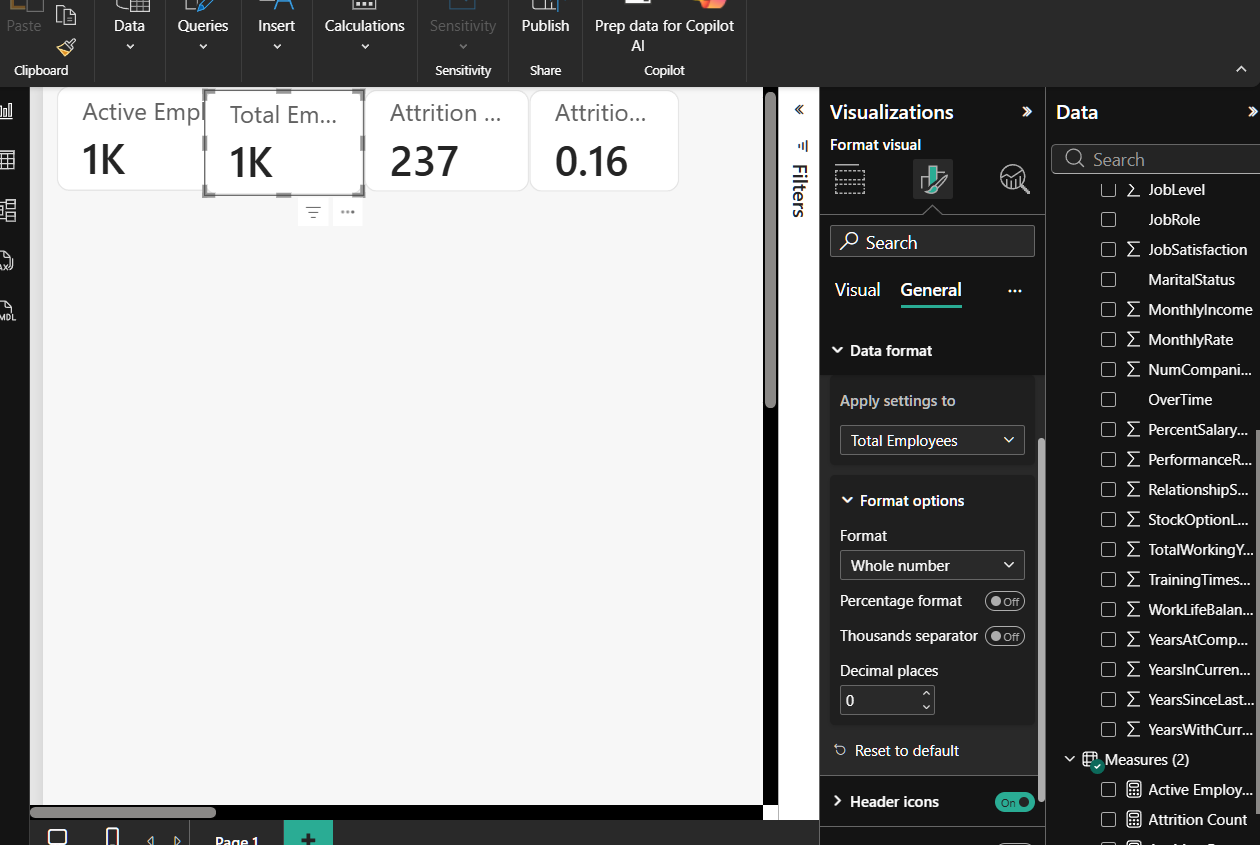 Paste
Data
Queries
Insert
Calculations
Sensitivity
Publish
Prep data for Copilot
AI
Clipboard
Sensitivity
Share
Copilot
Active Empl
1K
Total Em...
1K
Attrition ...
237
Attritio...
0.16
Filters
Visualizations
Format visual
Search
Visual
General
Data format
Apply settings to
Total Employees
Format options
Format
Whole number
Percentage format
Off
Thousands separator
Off
Decimal places
0
Reset to default
Header icons
On
Data
Search
JobLevel
JobRole
JobSatisfaction
MaritalStatus
MonthlyIncome
MonthlyRate
NumCompani...
OverTime
PercentSalary...
PerformanceR...
RelationshipS...
StockOptionL...
TotalWorkingY...
TrainingTimes...
WorkLifeBalan...
YearsAtComp...
YearsInCurren...
YearsSinceLast...
YearsWithCurr...
Measures (2)
Active Employ...
Attrition Count
Page 1